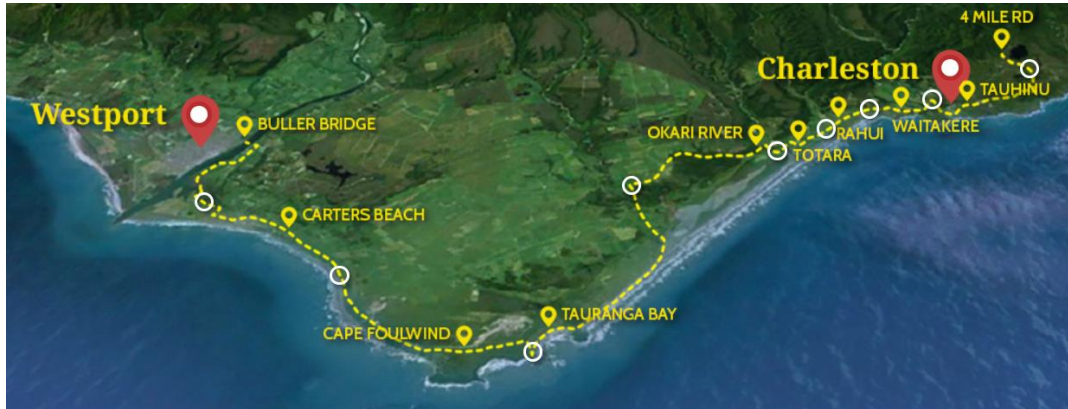 4 MILE RD
Charleston
TAUHINU
Westport
BULLER BRIDGE
OKARI RIVER
RAHUI
WAITAKERE
TOTARA
CARTERS BEACH
TAURANGA BAY
CAPE FOULWIND